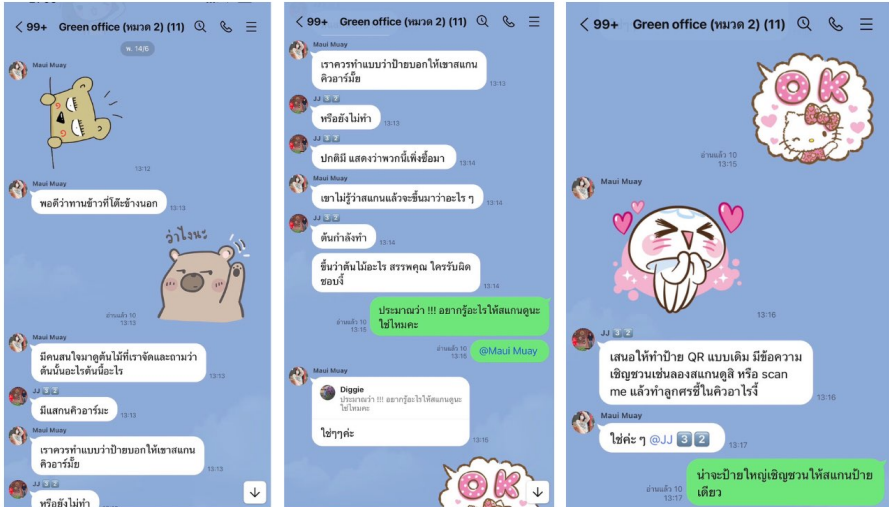 99+ Green office (หมวด 2) (11)
พ. 14/6
Maui Muay
13:12
Maui Muay
พอดีว่าทานข้าวที่โต๊ะข้างนอก
13:13
ว่าไงนะ
อ่านแล้ว 10
13:13
Maui Muay
มีคนสนใจมาดูต้นไม้ที่เราจัดและถามว่า
ต้นนั้นอะไรต้นนี้อะไร
13:13
JJ 3 2
มีแสกนคิวอาร์มะ
13:13
Maui Muay
เราควรทำแบบว่าป้ายบอกให้เขาสแกน
คิวอาร์มั้ย
13:13
JJ 3 2
หรือยังไม่ทำ
99+ Green office (หมวด 2) (11)
Maui Muay
เราควรทำแบบว่าป้ายบอกให้เขาสแกน
คิวอาร์มั้ย
13:13
JJ 3 2
หรือยังไม่ทำ
13:13
JJ 3 2
ปกติมี แสดงว่าพวกนี้เพิ่งซื้อมา
13:14
Maui Muay
เขาไม่รู้ว่าสแกนแล้วจะขึ้นมาว่าอะไร ๆ
13:14
JJ 3 2
ต้นกำลังทำ
13:14
ขึ้นว่าต้นไม้อะไร สรรพคุณ ใครรับผิด
ชอบงี้
13:14
ประมาณว่า !!! อยากรู้อะไรให้สแกนดูนะ
ใช่ไหมคะ
อ่านแล้ว 10
13:15
@Maui Muay
อ่านแล้ว 10
13:15
Maui Muay
Diggie
ประมาณว่า !!! อยากรู้อะไรให้สแกนดูนะ
ใช่ไหมคะ
ใช่ๆๆค่ะ
13:15
OK
99+ Green office (หมวด 2) (11)
OK
อ่านแล้ว 10
13:15
Maui Muay
13:16
JJ 3 2
เสนอให้ทำป้าย QR แบบเดิม มีข้อความ
เชิญชวนเช่นลองสแกนดูสิ หรือ scan
me แล้วทำลูกศรชี้ในคิวอาไรงี้
13:16
Maui Muay
ใช่ค่ะ ๆ @JJ 3 2
13:17
น่าจะป้ายใหญ่เชิญชวนให้สแกนป้าย
เดียว
อ่านแล้ว 10
13:17